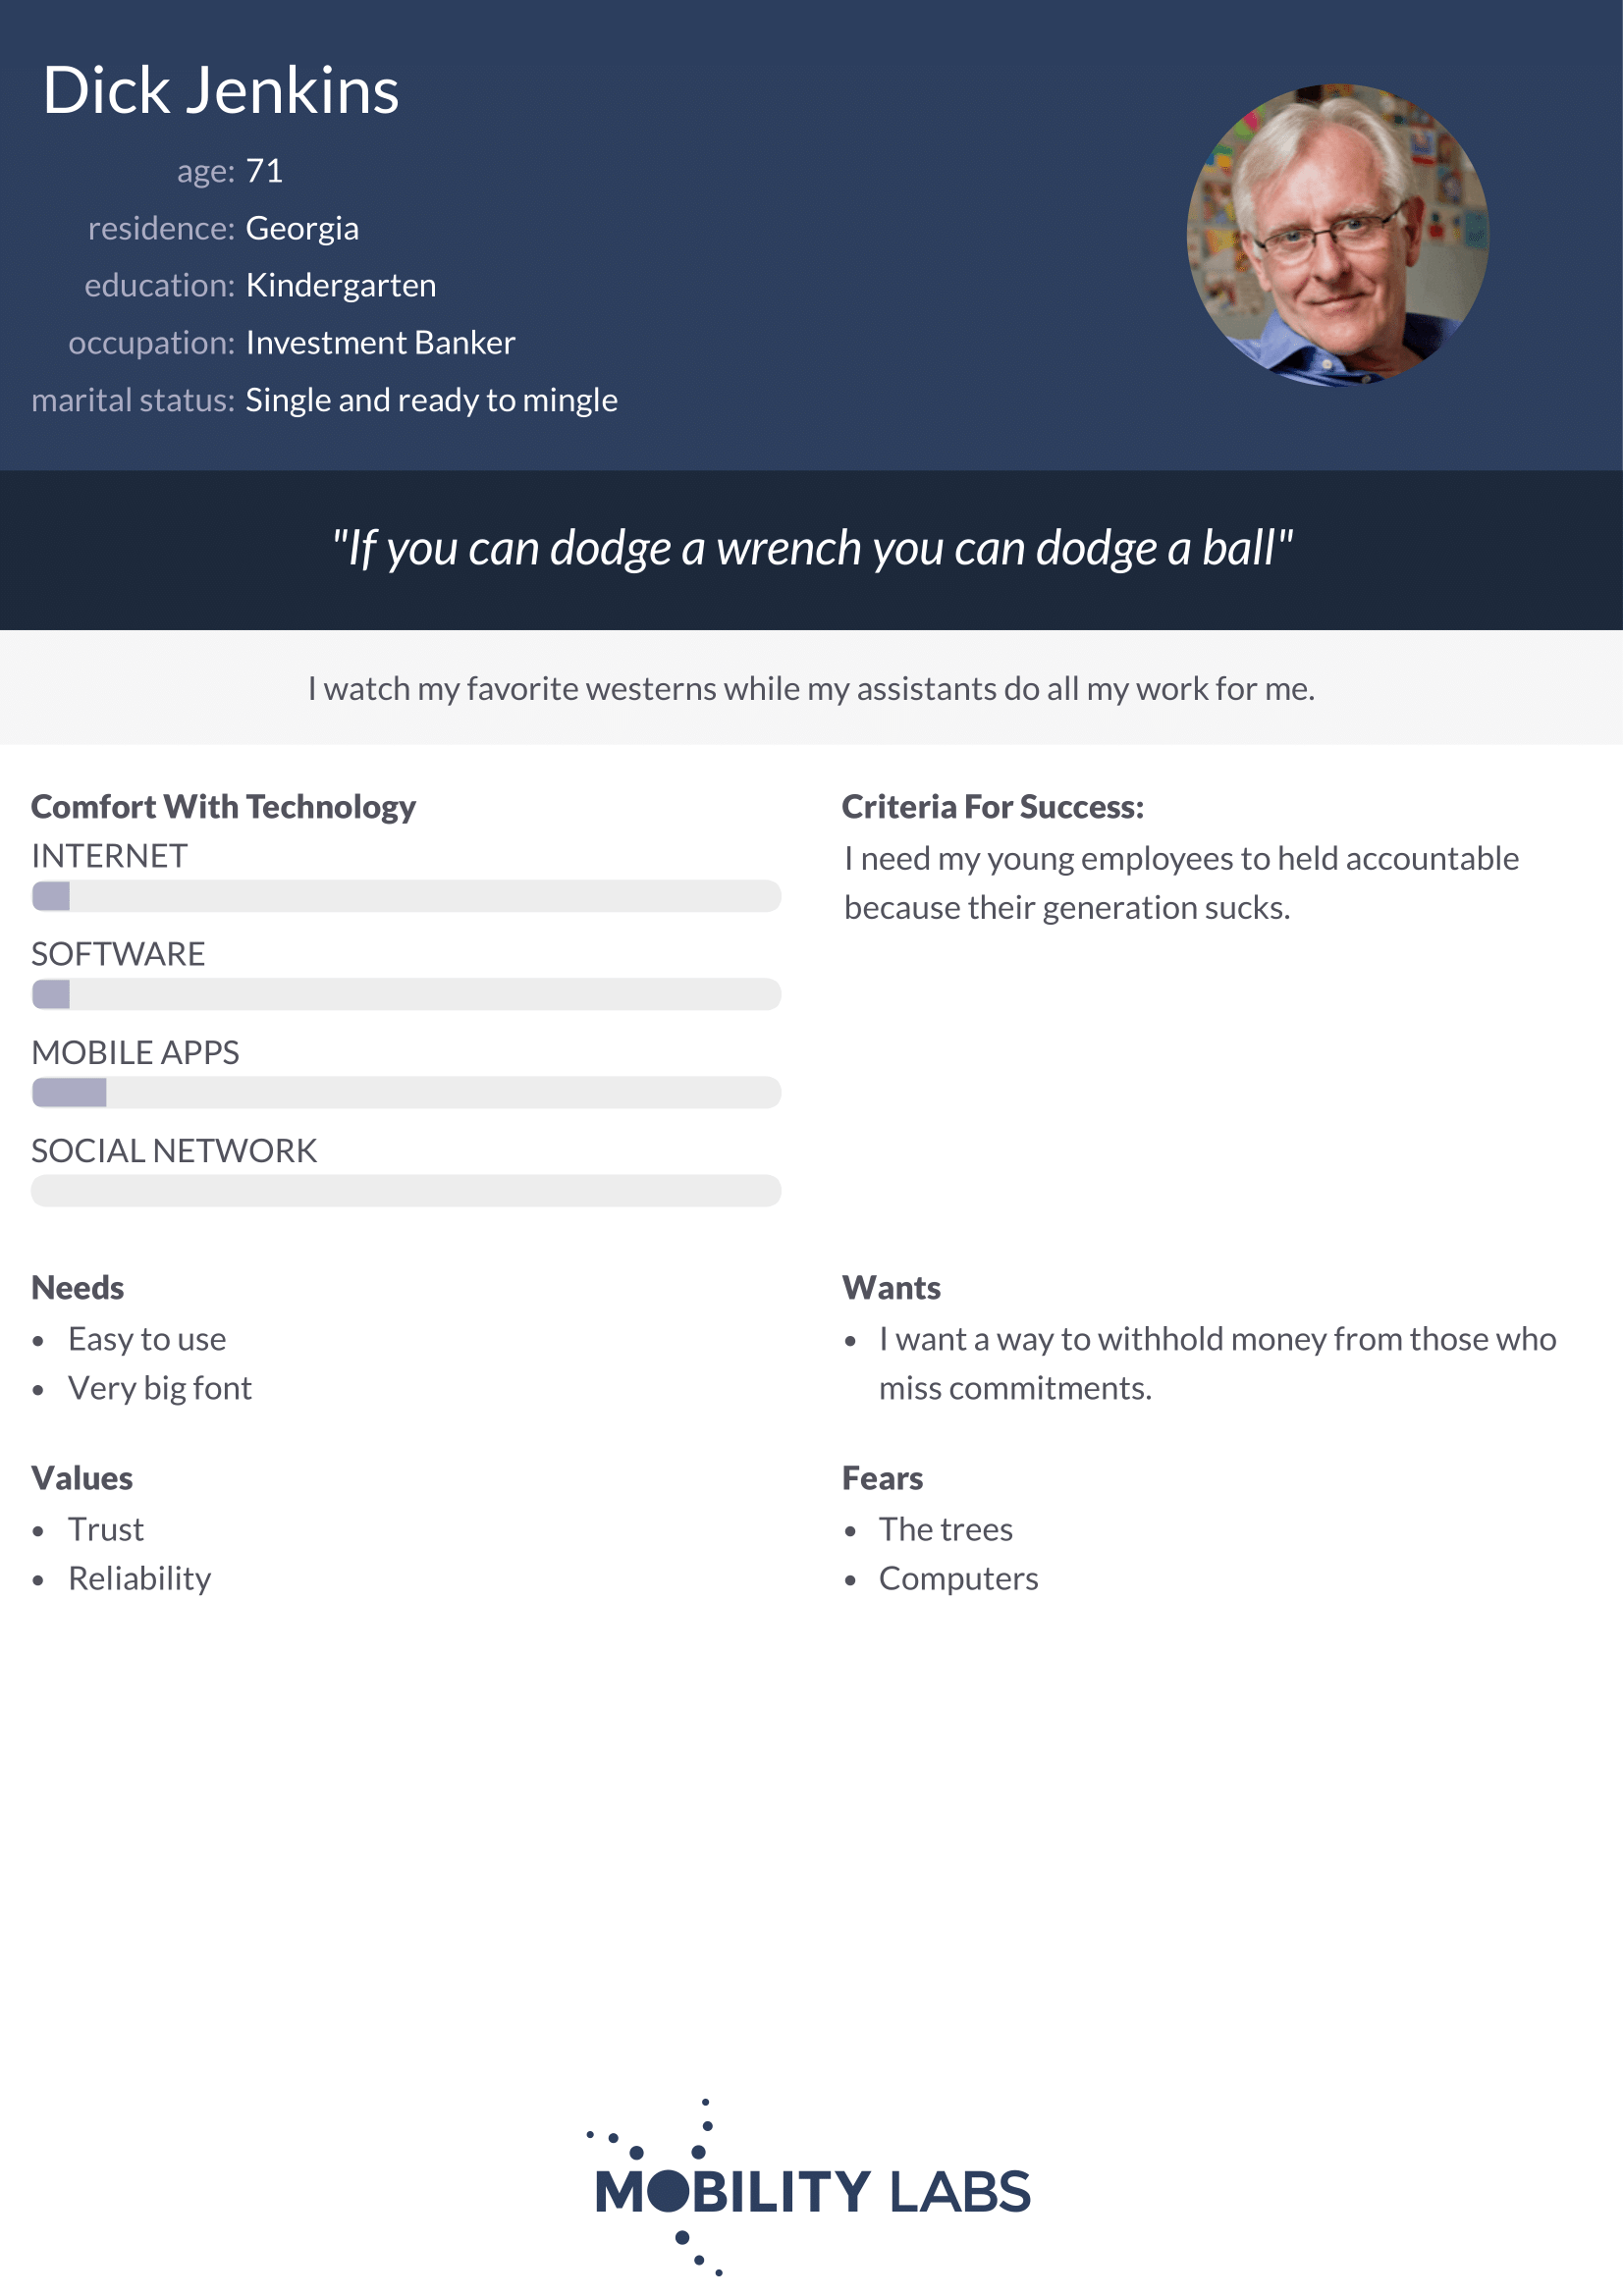 Dick Jenkins
age: 71
residence: Georgia
education: Kindergarten
occupation: Investment Banker
marital status: Single and ready to mingle
"If you can dodge a wrench you can dodge a ball"
I watch my favorite westerns while my assistants do all my work for me.
Comfort With Technology
INTERNET
SOFTWARE
MOBILE APPS
SOCIAL NETWORK
Criteria For Success:
I need my young employees to held accountable
because their generation sucks.
Needs
• Easy to use
• Very big font
Wants
• I want a way to withhold money from those who
miss commitments.
Values
• Trust
• Reliability
Fears
• The trees
• Computers
MOBILITY LABS